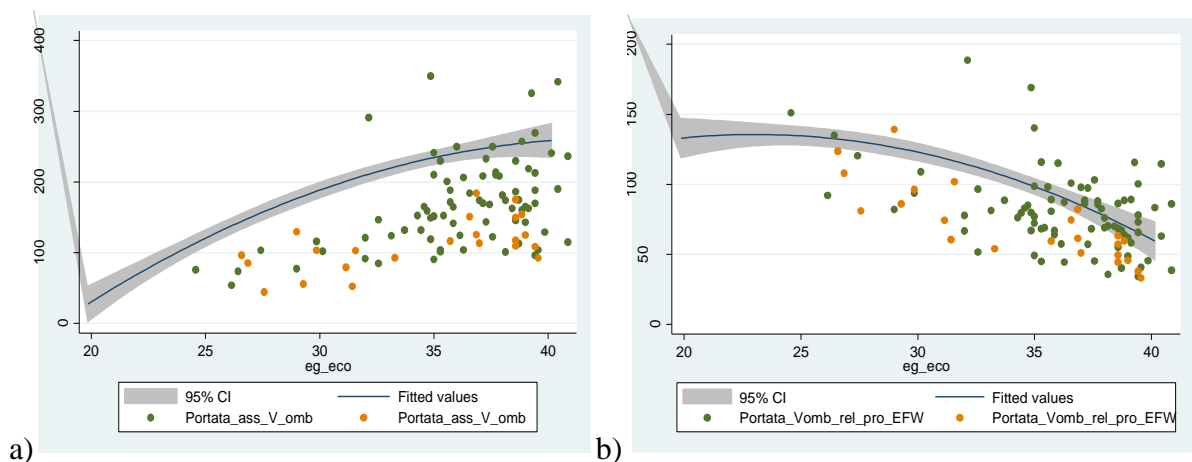 400
300
200
100
0
20 25 30 35 40
eg_eco
95% CI Fitted values
Portata_ass_V_omb Portata_ass_V_omb
a)
200
150
100
50
0
20 25 30 35 40
eg_eco
95% CI Fitted values
Portata_Vomb_rel_pro_EFW Portata_Vomb_rel_pro_EFW
b)